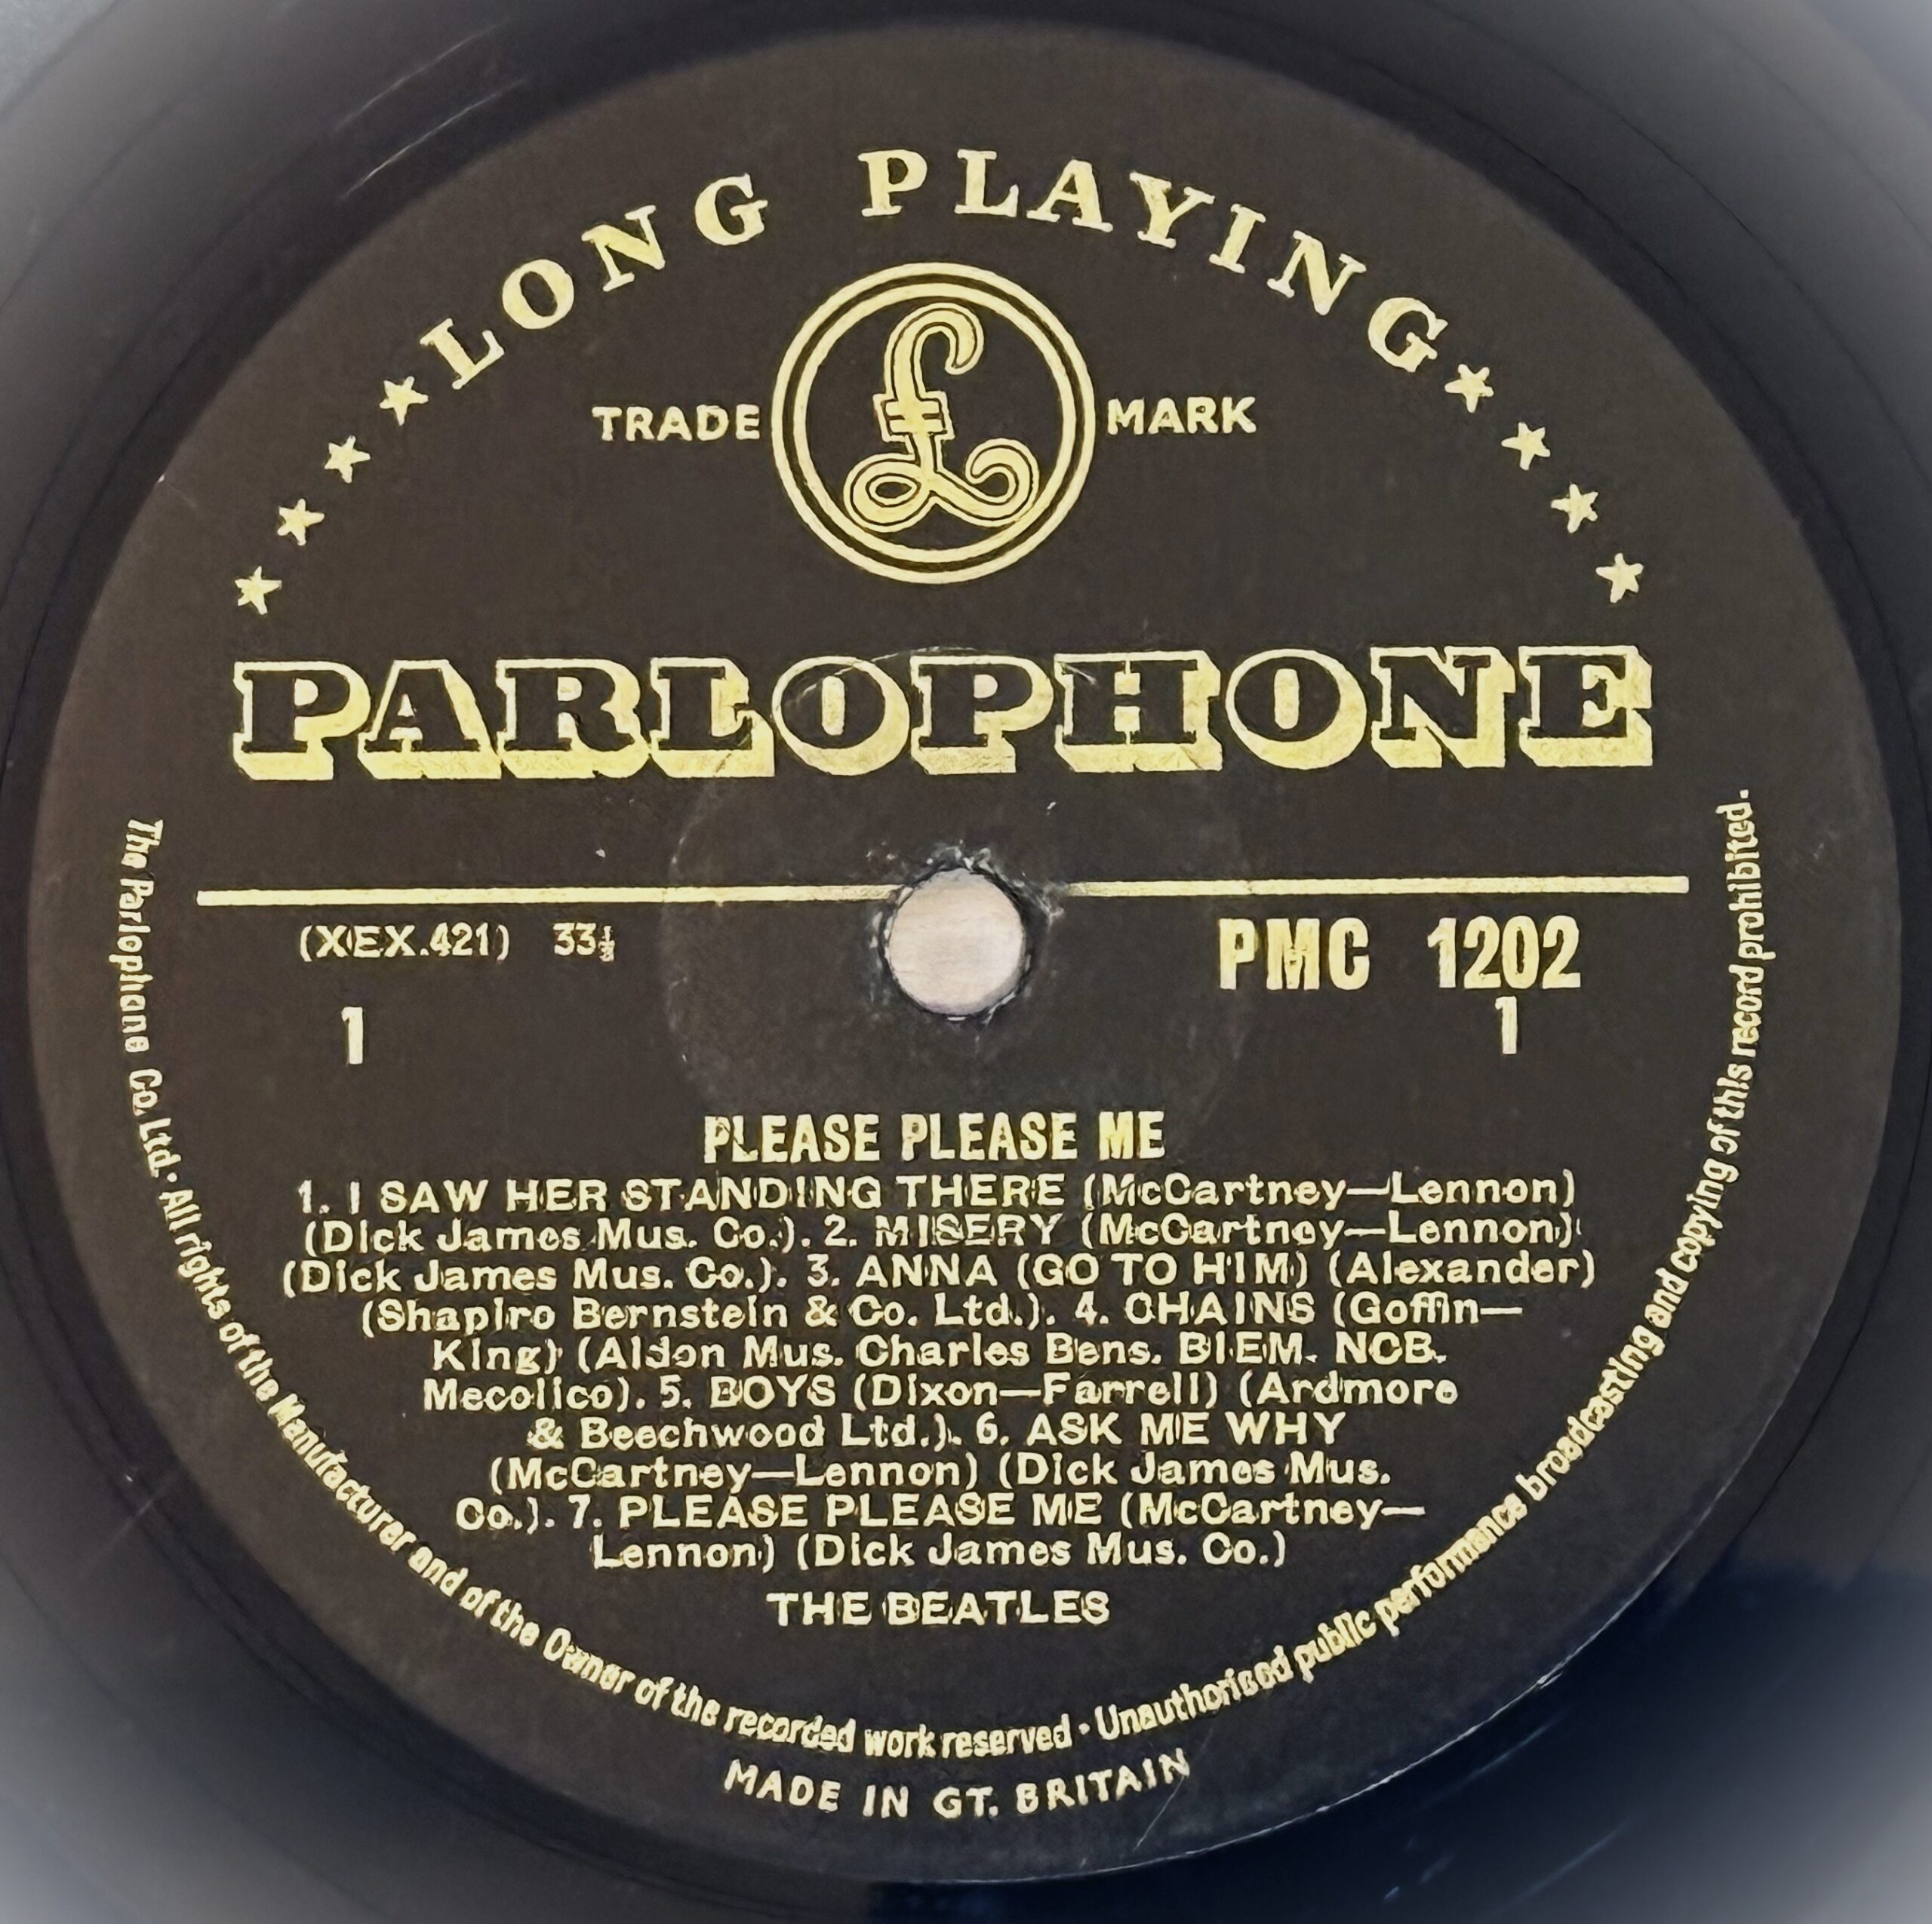 LONG PLAYING
TRADE £ MARK
PARLOPHONE
(XEX.421) 33⅓
PMC 1202
1
1
PLEASE PLEASE ME
1. I SAW HER STANDING THERE (McCartney—Lennon)
(Dick James Mus. Co.). 2. MISERY (McCartney—Lennon)
(Dick James Mus. Co.). 3. ANNA (GO TO HIM) (Alexander)
(Shapiro Bernstein & Co. Ltd.). 4. CHAINS (Goffin—
King) (Aldon Mus. Charles Bens. BIEM. NCB.
Mecolico). 5. BOYS (Dixon—Farrell) (Ardmore
& Beechwood Ltd.). 6. ASK ME WHY
(McCartney—Lennon) (Dick James Mus.
Co.). 7. PLEASE PLEASE ME (McCartney—
Lennon) (Dick James Mus. Co.)
THE BEATLES
The Parlophone Co. Ltd. · All rights of the Manufacturer and of the Owner of the recorded work reserved · Unauthorised public performance broadcasting and copying of this record prohibited.
MADE IN GT. BRITAIN